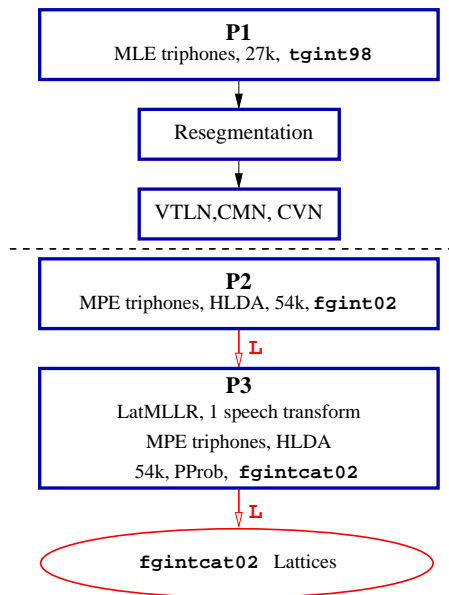 P1
MLE triphones, 27k, tgint98
Resegmentation
VTLN,CMN, CVN
P2
MPE triphones, HLDA, 54k, fgint02
L
P3
LatMLLR, 1 speech transform
MPE triphones, HLDA
54k, PProb, fgintcat02
L
fgintcat02 Lattices